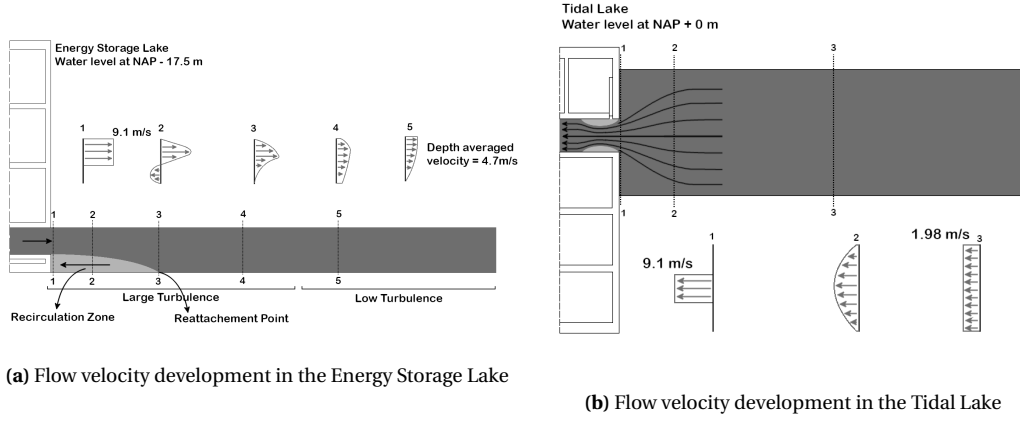 Energy Storage Lake
Water level at NAP - 17.5 m
1
9.1 m/s
2
3
4
5
Depth averaged
velocity = 4.7m/s
1
2
3
4
5
1
2
3
4
5
Large Turbulence
Low Turbulence
Recirculation Zone
Reattachement Point
(a) Flow velocity development in the Energy Storage Lake
Tidal Lake
Water level at NAP + 0 m
1
2
3
1
2
3
1
2
1.98 m/s
3
9.1 m/s
(b) Flow velocity development in the Tidal Lake